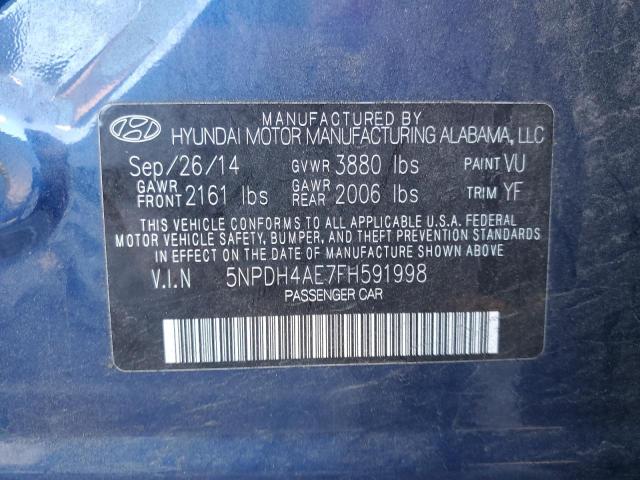 MANUFACTURED BY
HYUNDAI MOTOR MANUFACTURING ALABAMA, LLC
Sep/26/14 GVWR 3880 lbs PAINT VU
GAWR FRONT 2161 lbs GAWR REAR 2006 lbs TRIM YF
THIS VEHICLE CONFORMS TO ALL APPLICABLE U.S.A. FEDERAL
MOTOR VEHICLE SAFETY, BUMPER, AND THEFT PREVENTION STANDARDS
IN EFFECT ON THE DATE OF MANUFACTURE SHOWN ABOVE.
V.I.N 5NPDH4AE7FH591998
PASSENGER CAR